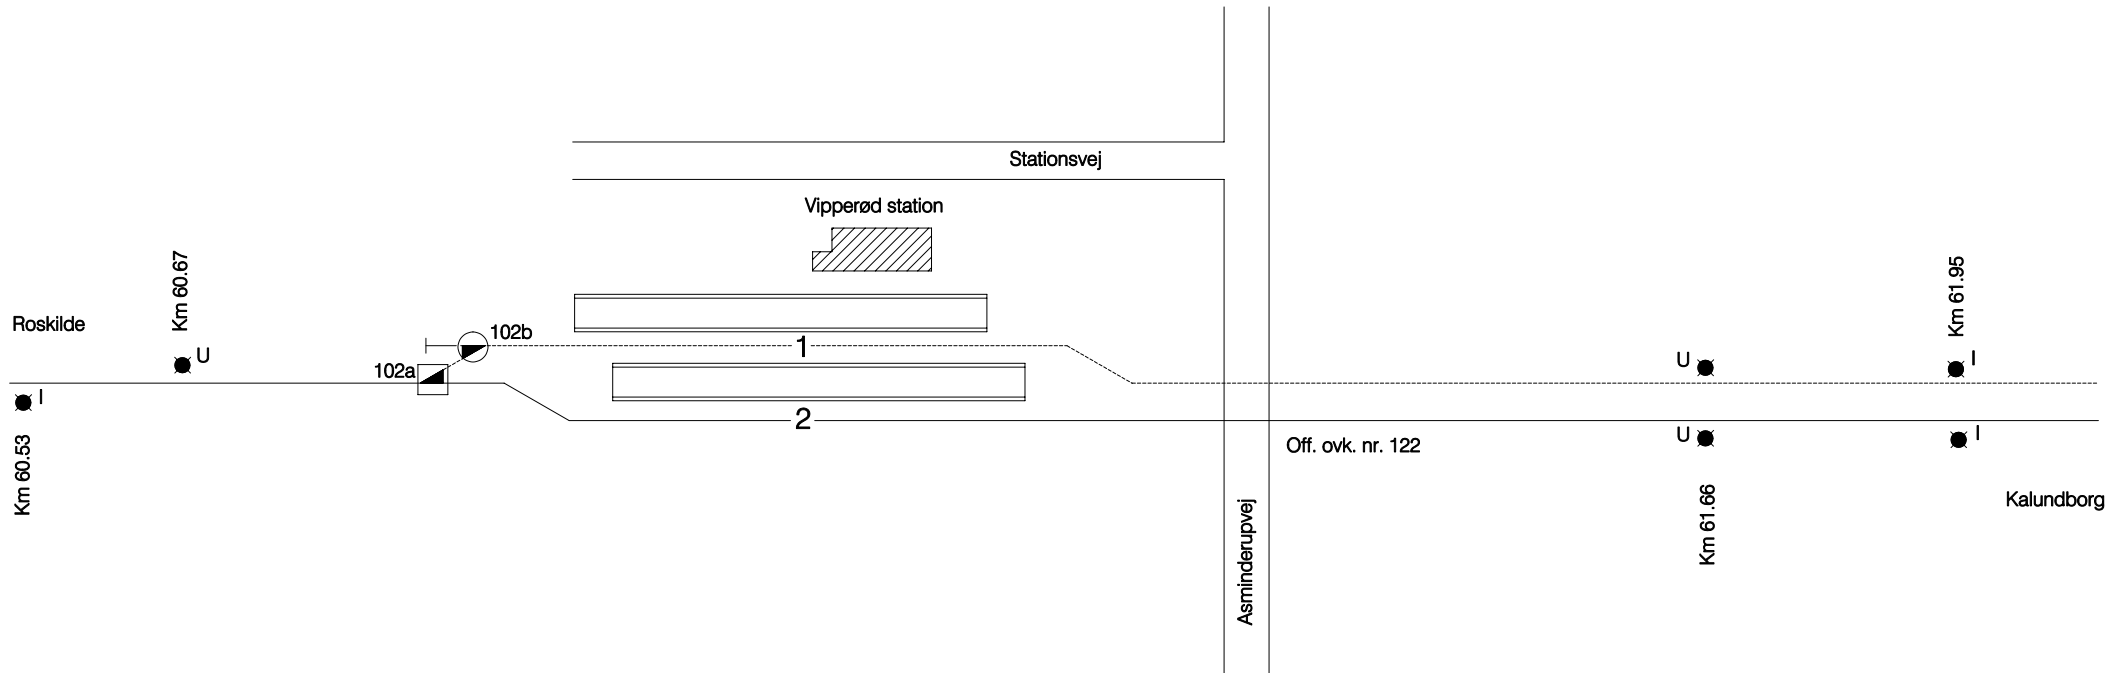 Stationsvej
Vipperød station
Km 60.67
Km 61.95
Roskilde
102b
1
U
102a
U
I
I
2
U
I
Off. ovk. nr. 122
Km 60.53
Km 61.66
Kalundborg
Asminderupvej